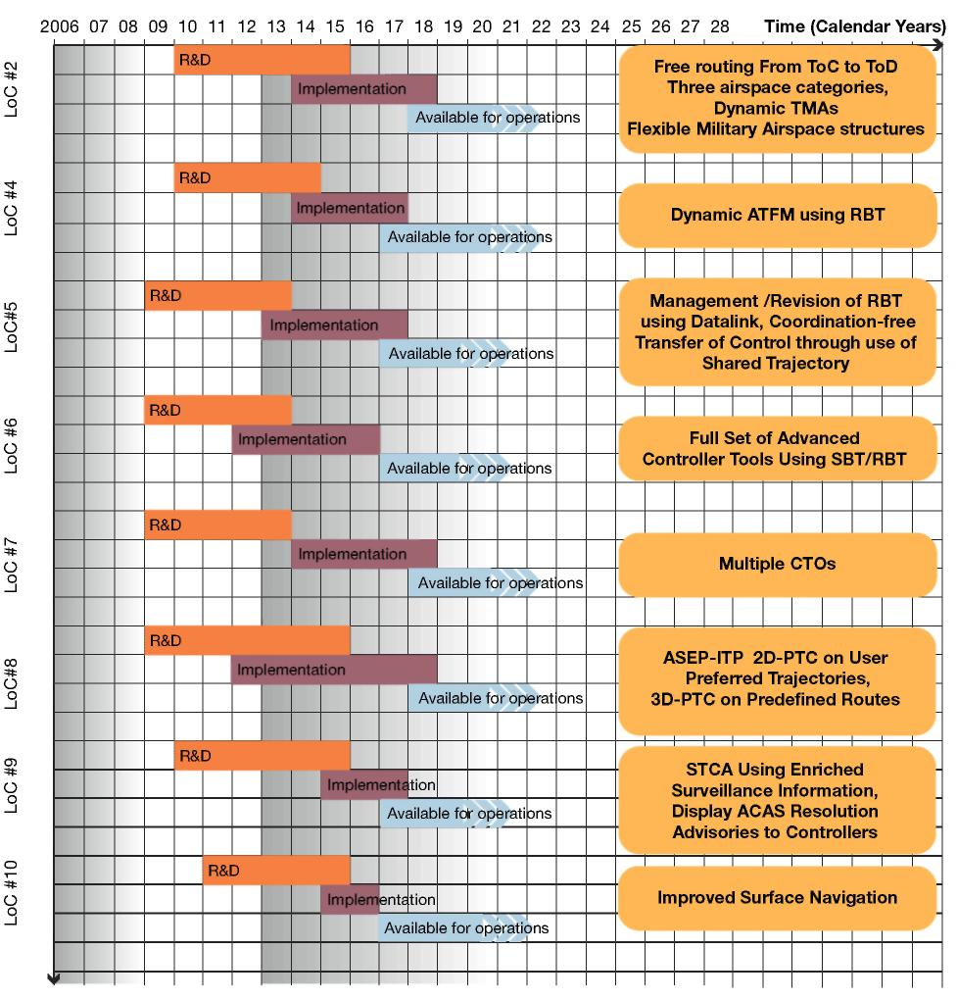 2006 07 08 09 10 11 12 13 14 15 16 17 18 19 20 21 22 23 24 25 26 27 28 Time (Calendar Years)
LoC #2
R&D
Implementation
Available for operations
Free routing From ToC to ToD
Three airspace categories,
Dynamic TMAs
Flexible Military Airspace structures
LoC #4
R&D
Implementation
Available for operations
Dynamic ATFM using RBT
LoC#5
R&D
Implementation
Available for operations
Management /Revision of RBT
using Datalink, Coordination-free
Transfer of Control through use of
Shared Trajectory
LoC #6
R&D
Implementation
Available for operations
Full Set of Advanced
Controller Tools Using SBT/RBT
LoC #7
R&D
Implementation
Available for operations
Multiple CTOs
LoC#8
R&D
Implementation
Available for operations
ASEP-ITP 2D-PTC on User
Preferred Trajectories,
3D-PTC on Predefined Routes
LoC #9
R&D
Implementation
Available for operations
STCA Using Enriched
Surveillance Information,
Display ACAS Resolution
Advisories to Controllers
LoC #10
R&D
Implementation
Available for operations
Improved Surface Navigation